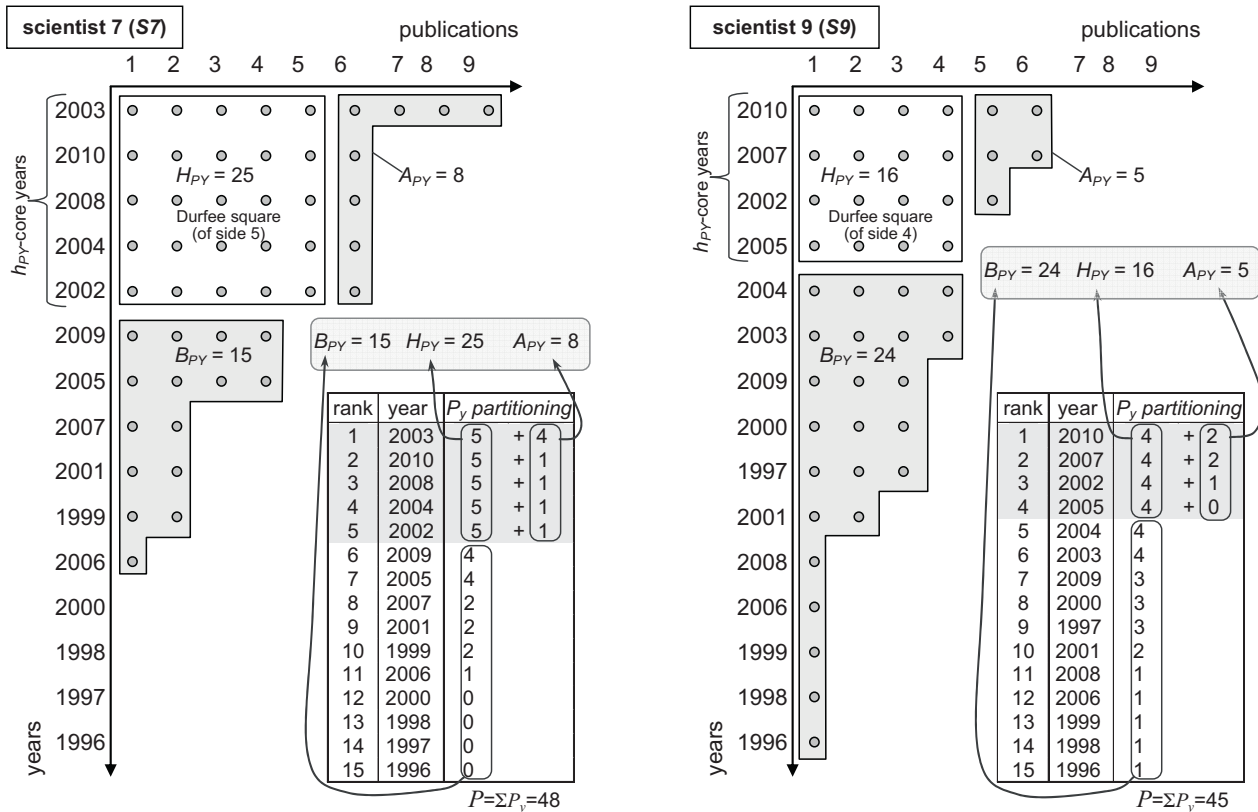 scientist 7 (S7)
publications
1 2 3 4 5 6 7 8 9
2003
2010
2008
2004
2002
2009
2005
2007
2001
1999
2006
2000
1998
1997
1996
years
h_PY-core years
H_PY = 25
Durfee square
(of side 5)
A_PY = 8
B_PY = 15
B_PY = 15 H_PY = 25 A_PY = 8
rank year P_y partitioning
1 2003 5 + 4
2 2010 5 + 1
3 2008 5 + 1
4 2004 5 + 1
5 2002 5 + 1
6 2009 4
7 2005 4
8 2007 2
9 2001 2
10 1999 2
11 2006 1
12 2000 0
13 1998 0
14 1997 0
15 1996 0
P=ΣP_y=48
scientist 9 (S9)
publications
1 2 3 4 5 6 7 8 9
2010
2007
2002
2005
2004
2003
2009
2000
1997
2001
2008
2006
1999
1998
1996
years
h_PY-core years
H_PY = 16
Durfee square
(of side 4)
A_PY = 5
B_PY = 24
B_PY = 24 H_PY = 16 A_PY = 5
rank year P_y partitioning
1 2010 4 + 2
2 2007 4 + 2
3 2002 4 + 1
4 2005 4 + 0
5 2004 4
6 2003 4
7 2009 3
8 2000 3
9 1997 3
10 2001 2
11 2008 1
12 2006 1
13 1999 1
14 1998 1
15 1996 1
P=ΣP_y=45